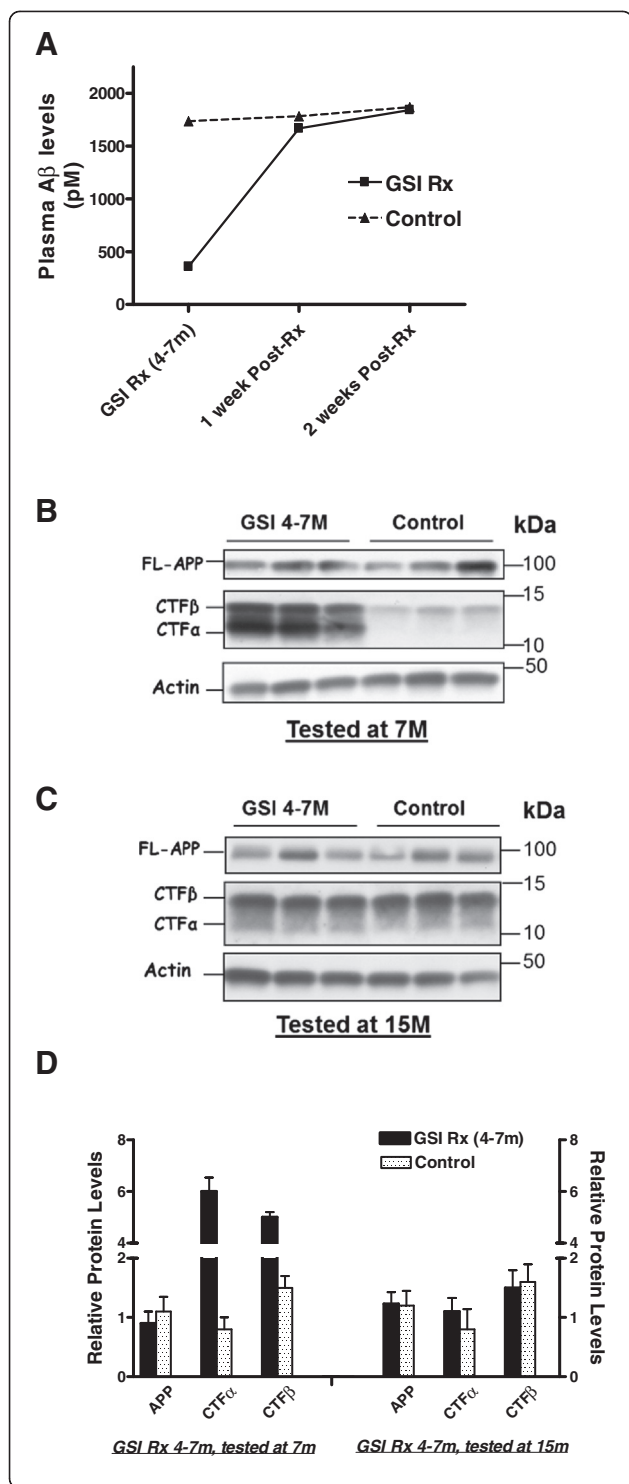 A
Plasma Aβ levels
(pM)
2000
1500
1000
500
0
GSI Rx
Control
GSI Rx (4-7m)
1 week Post-Rx
2 weeks Post-Rx
B
GSI 4-7M Control kDa
FL-APP 100
CTFβ 15
CTFα 10
Actin 50
Tested at 7M
C
GSI 4-7M Control kDa
FL-APP 100
CTFβ 15
CTFα 10
Actin 50
Tested at 15M
D
GSI Rx (4-7m)
Control
Relative Protein Levels
8
6
4
2
1
0
Relative Protein Levels
8
6
4
2
1
0
APP CTFα CTFβ APP CTFα CTFβ
GSI Rx 4-7m, tested at 7m GSI Rx 4-7m, tested at 15m